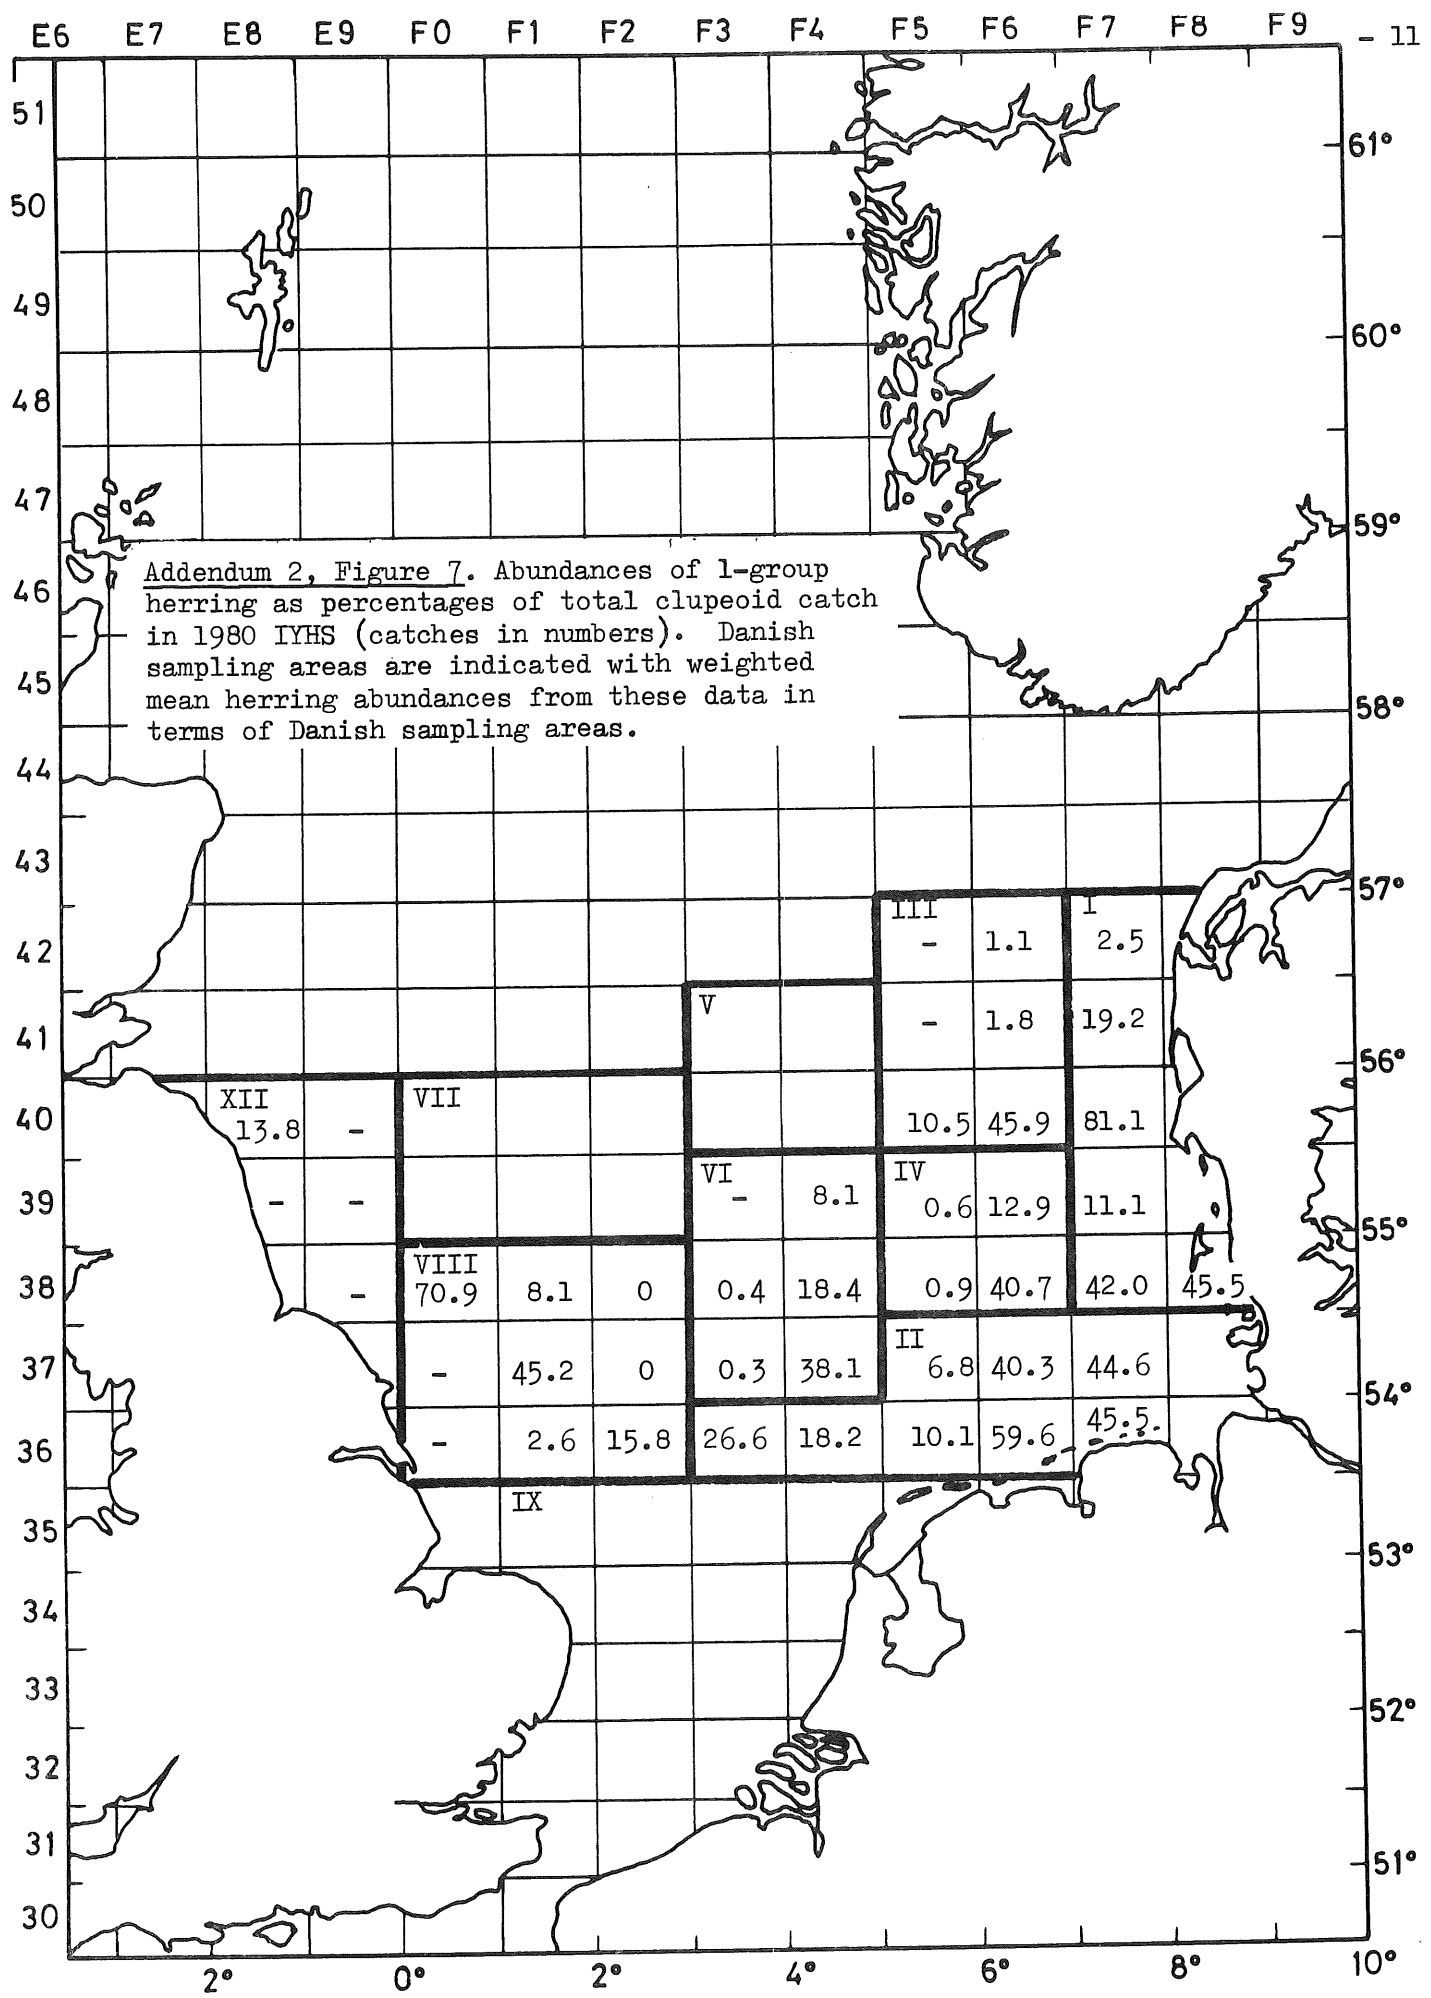 E6 E7 E8 E9 F0 F1 F2 F3 F4 F5 F6 F7 F8 F9 - 11
51
61°
50
49
60°
48
47
59°
Addendum 2, Figure 7. Abundances of 1-group
herring as percentages of total clupeoid catch
in 1980 IYHS (catches in numbers). Danish
sampling areas are indicated with weighted
mean herring abundances from these data in
terms of Danish sampling areas.
46
45
58°
44
43
57°
III I
42 - 1.1 2.5
V
41 - 1.8 19.2
56°
XII VII
40 13.8 - 10.5 45.9 81.1
VI IV
39 - - - 8.1 0.6 12.9 11.1
55°
VIII
38 - 70.9 8.1 0 0.4 18.4 0.9 40.7 42.0 45.5
II
37 - 45.2 0 0.3 38.1 6.8 40.3 44.6
54°
36 - 2.6 15.8 26.6 18.2 10.1 59.6 45.5
IX
35
53°
34
33
52°
32
31
51°
30
2° 0° 2° 4° 6° 8° 10°